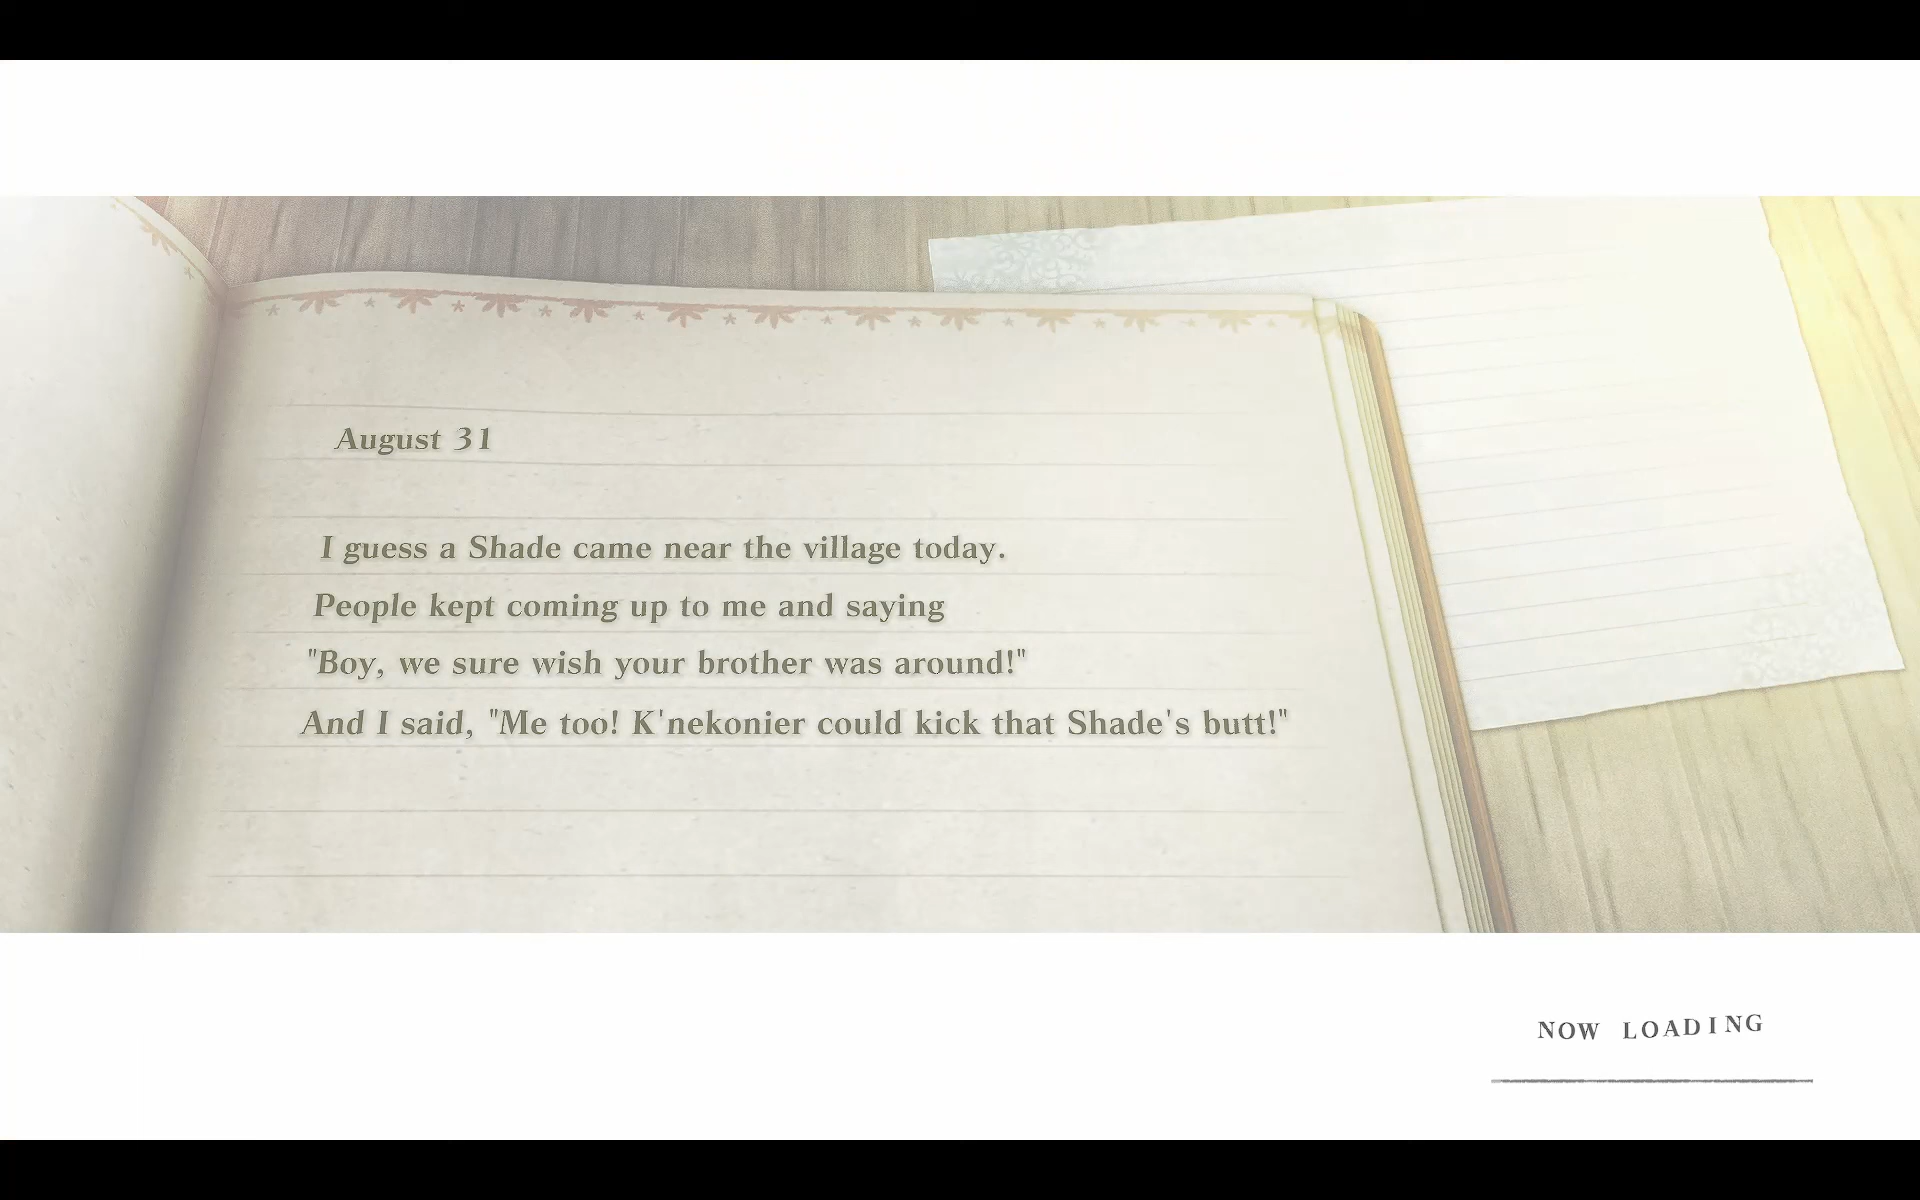 August 31
I guess a Shade came near the village today.
People kept coming up to me and saying
"Boy, we sure wish your brother was around!"
And I said, "Me too! K'nekonier could kick that Shade's butt!"
NOW LOADING